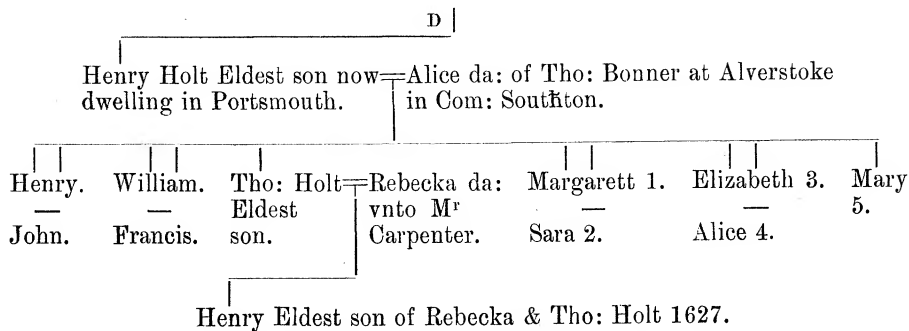 D
Henry Holt Eldest son now=Alice da: of Tho: Bonner at Alverstoke
dwelling in Portsmouth. in Com: Southton.
Henry. William. Tho: Holt=Rebecka da: Margarett 1. Elizabeth 3. Mary
— — Eldest vnto Mʳ — — 5.
John. Francis. son. Carpenter. Sara 2. Alice 4.
Henry Eldest son of Rebecka & Tho: Holt 1627.